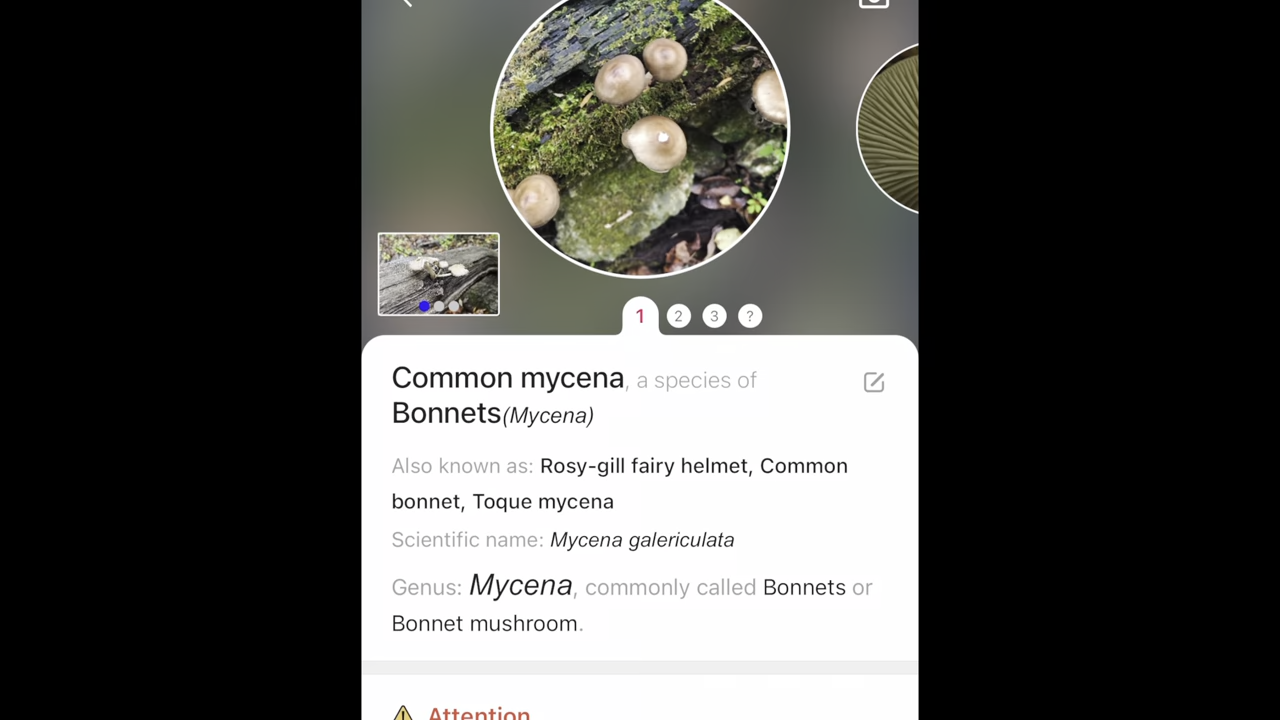 1 2 3 ?
Common mycena, a species of
Bonnets(Mycena)
Also known as: Rosy-gill fairy helmet, Common
bonnet, Toque mycena
Scientific name: Mycena galericulata
Genus: Mycena, commonly called Bonnets or
Bonnet mushroom.
Attention